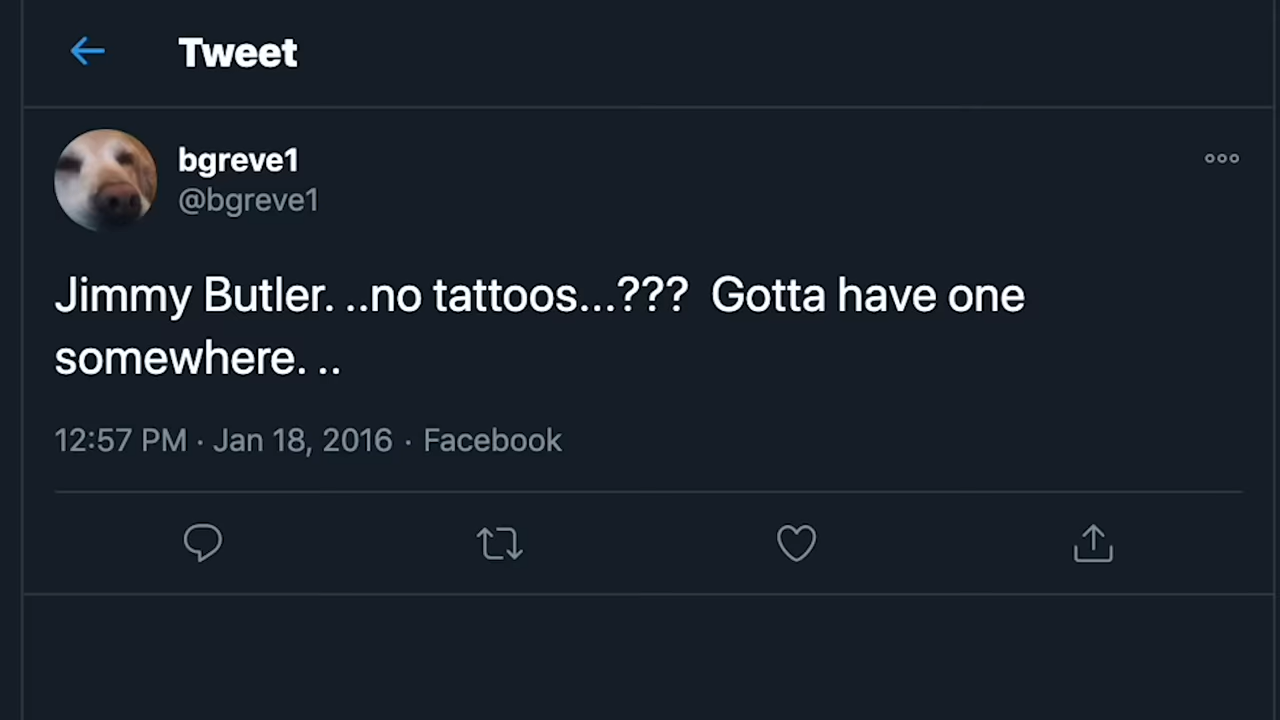 Tweet
bgreve1
@bgreve1
Jimmy Butler. ..no tattoos...???  Gotta have one
somewhere. ..
12:57 PM · Jan 18, 2016 · Facebook